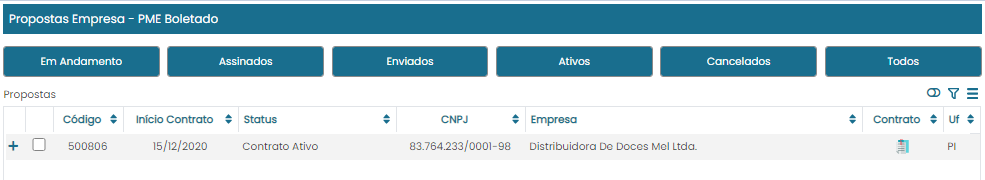 Propostas Empresa - PME Boletado
Em Andamento Assinados Enviados Ativos Cancelados Todos
Propostas
Código Início Contrato Status CNPJ Empresa Contrato Uf
500806 15/12/2020 Contrato Ativo 83.764.233/0001-98 Distribuidora De Doces Mel Ltda. PI